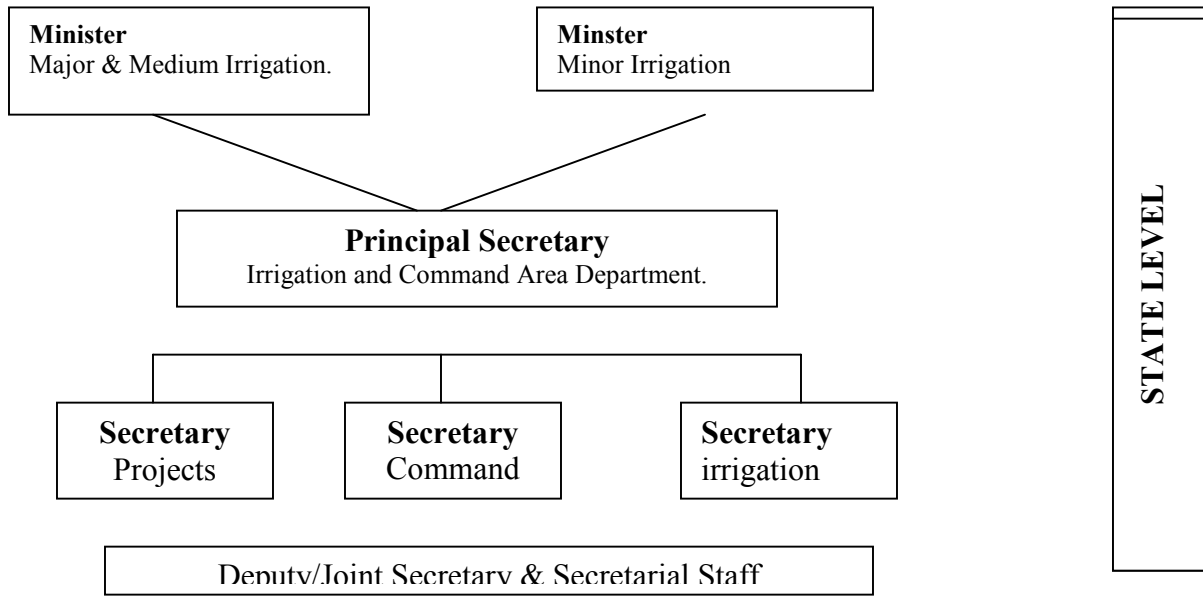 Minister
Major & Medium Irrigation.
Minster
Minor Irrigation
Principal Secretary
Irrigation and Command Area Department.
Secretary
Projects
Secretary
Command
Secretary
irrigation
Deputy/Joint Secretary & Secretarial Staff
STATE LEVEL